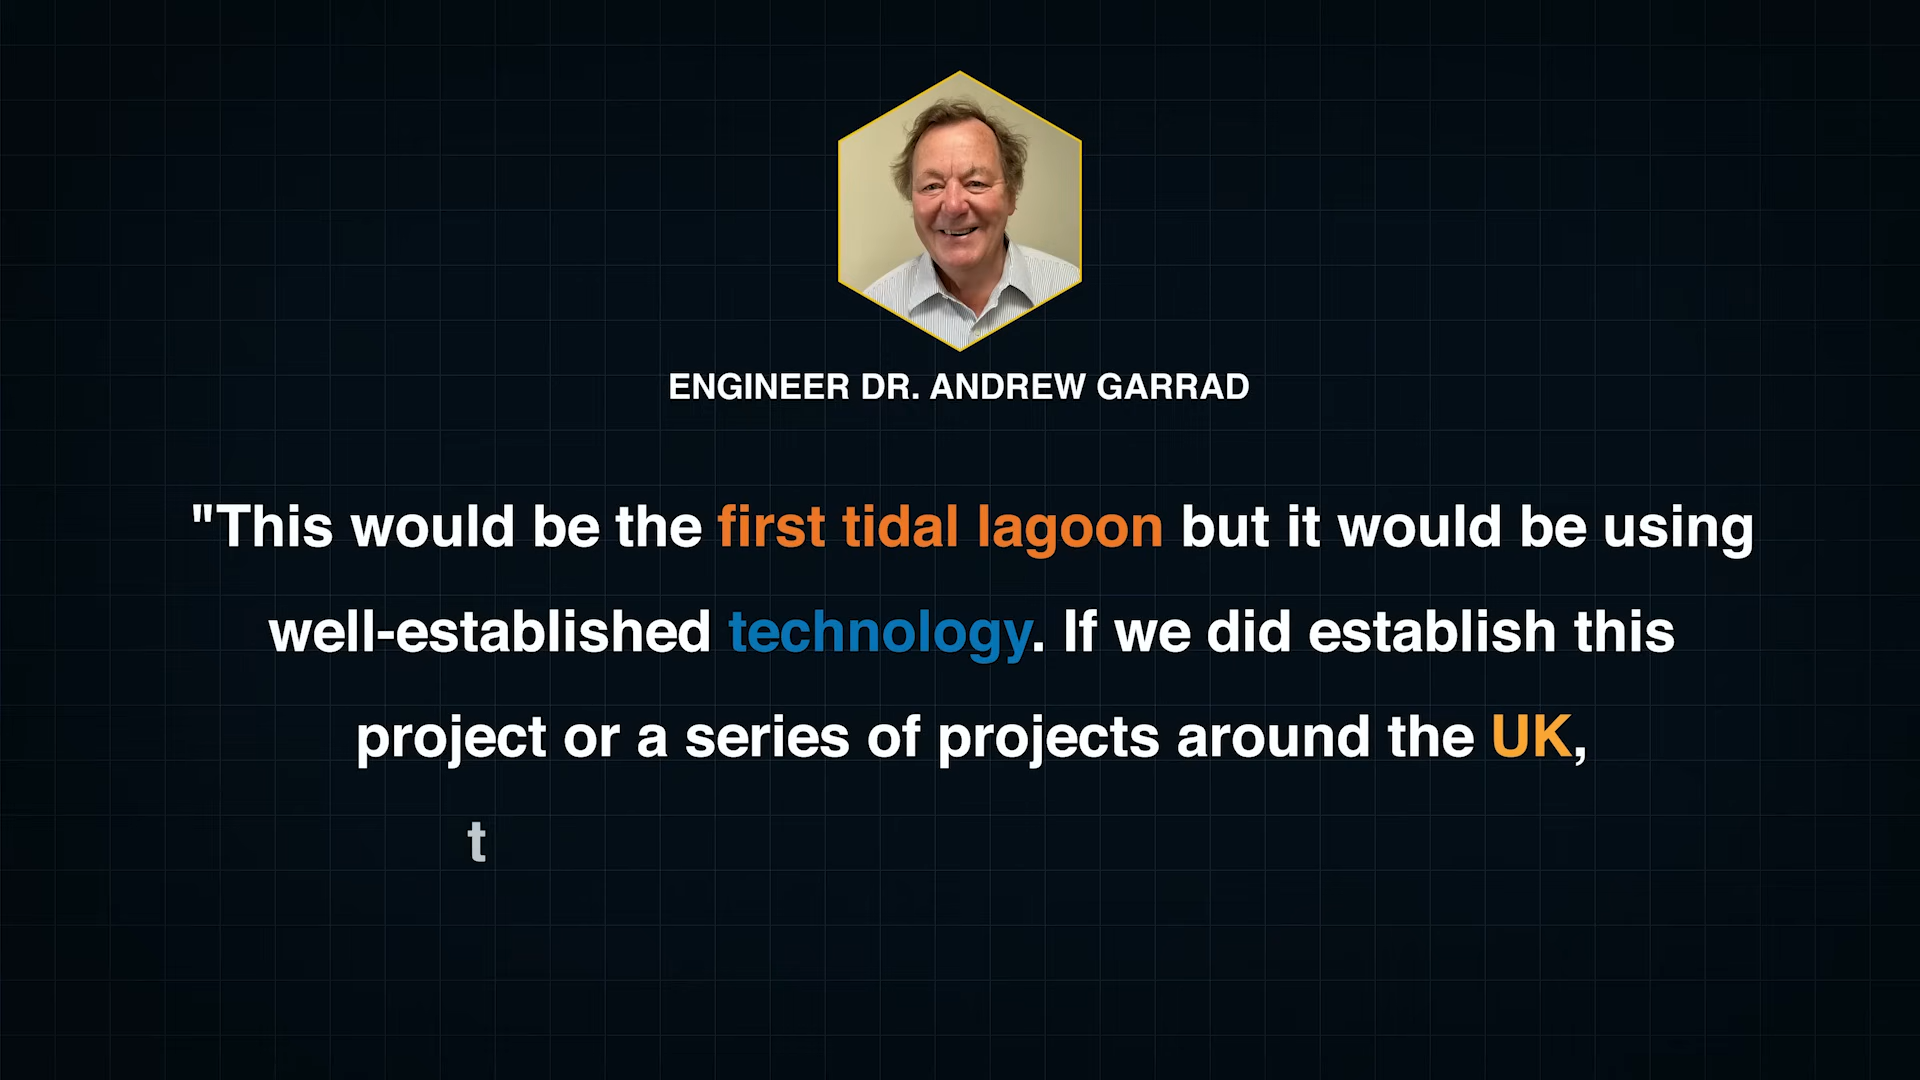 ENGINEER DR. ANDREW GARRAD
"This would be the first tidal lagoon but it would be using
well-established technology. If we did establish this
project or a series of projects around the UK,
t